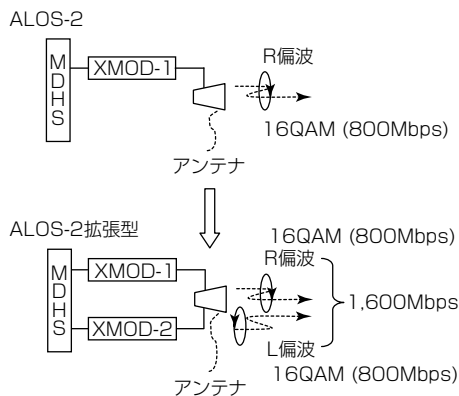 ALOS-2
MDHS
XMOD-1
R偏波
16QAM (800Mbps)
アンテナ
ALOS-2拡張型
16QAM (800Mbps)
R偏波
MDHS
XMOD-1
1,600Mbps
XMOD-2
L偏波
16QAM (800Mbps)
アンテナ